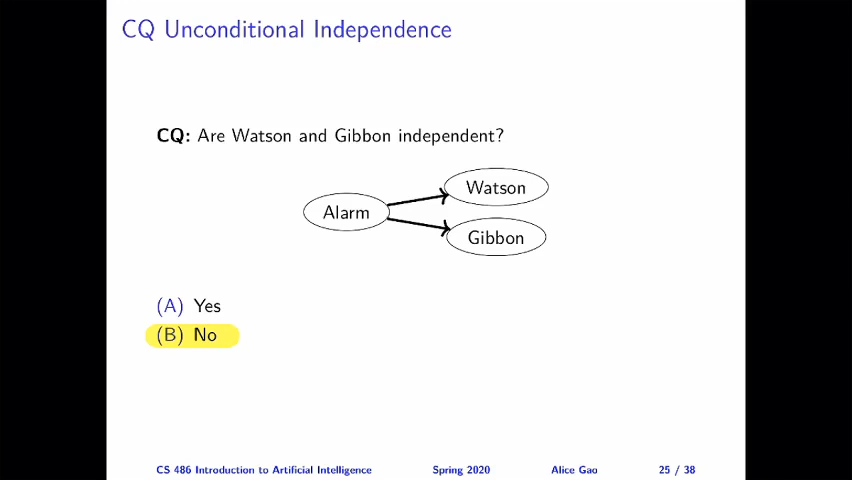 CQ Unconditional Independence
CQ: Are Watson and Gibbon independent?
Watson
Alarm
Gibbon
(A) Yes
(B) No
CS 486 Introduction to Artificial Intelligence Spring 2020 Alice Gao 25 / 38